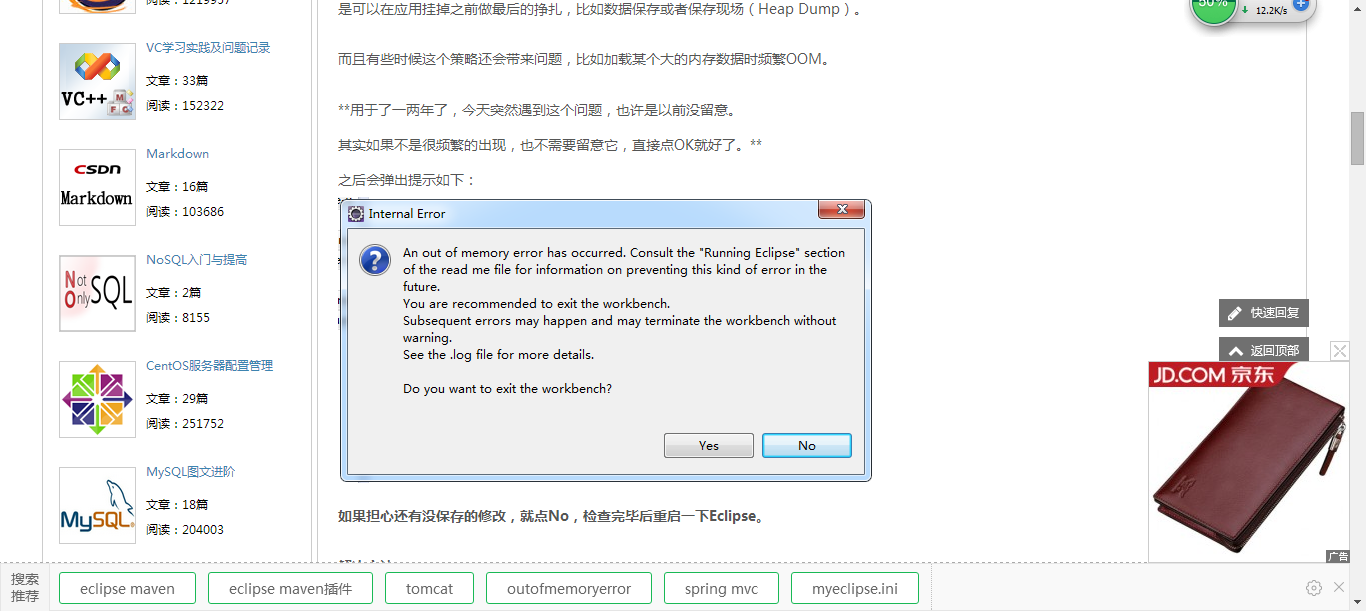 阅读：1219957
VC学习实践及问题记录
文章：33篇
阅读：152322
VC++
MFC
Markdown
CSDN
Markdown
文章：16篇
阅读：103686
NoSQL入门与提高
Not Only SQL
文章：2篇
阅读：8155
CentOS服务器配置管理
文章：29篇
阅读：251752
MySQL图文进阶
MySQL
文章：18篇
阅读：204003
是可以在应用挂掉之前做最后的挣扎，比如数据保存或者保存现场（Heap Dump）。
而且有些时候这个策略还会带来问题，比如加载某个大的内存数据时频繁OOM。
**用于了一两年了，今天突然遇到这个问题，也许是以前没留意。
其实如果不是很频繁的出现，也不需要留意它，直接点OK就好了。**
之后会弹出提示如下：
Internal Error
An out of memory error has occurred. Consult the "Running Eclipse" section
of the read me file for information on preventing this kind of error in the
future.
You are recommended to exit the workbench.
Subsequent errors may happen and may terminate the workbench without
warning.
See the .log file for more details.
Do you want to exit the workbench?
Yes
No
如果担心还有没保存的修改，就点No，检查完毕后重启一下Eclipse。
50%
12.2K/s
快速回复
返回顶部
JD.COM 京东
广告
搜索
推荐
eclipse maven
eclipse maven插件
tomcat
outofmemoryerror
spring mvc
myeclipse.ini